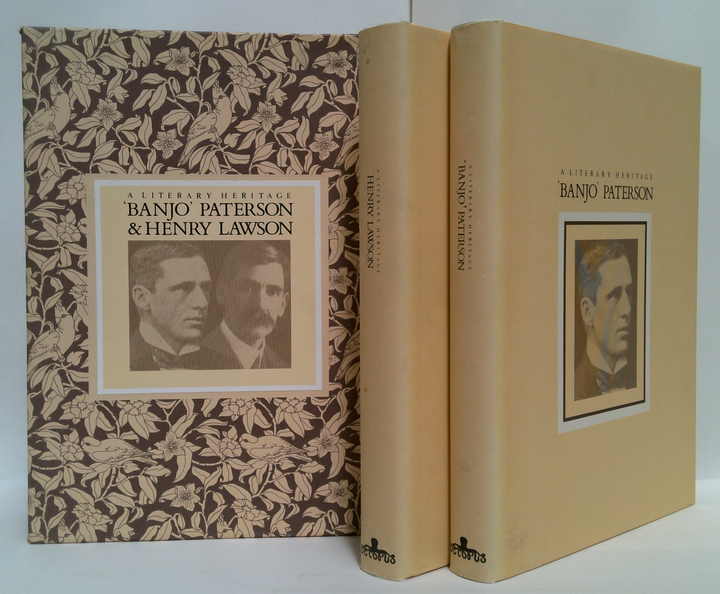 A LITERARY HERITAGE
'BANJO' PATERSON
& HENRY LAWSON
A LITERARY HERITAGE
HENRY LAWSON
OCTOPUS
A LITERARY HERITAGE
'BANJO' PATERSON
OCTOPUS
A LITERARY HERITAGE
'BANJO' PATERSON